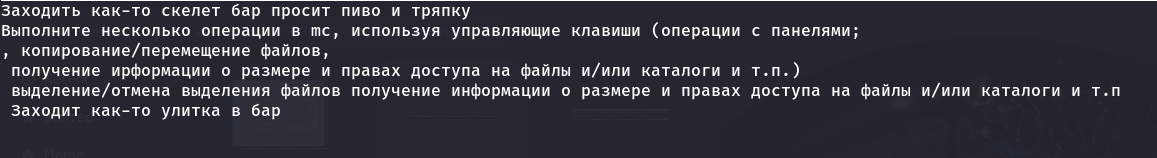 Заходить как-то скелет бар просит пиво и тряпку
Выполните несколько операции в mc, используя управляющие клавиши (операции с панелями;
, копирование/перемещение файлов,
получение ирформации о размере и правах доступа на файлы и/или каталоги и т.п.)
выделение/отмена выделения файлов получение информации о размере и правах доступа на файлы и/или каталоги и т.п
Заходит как-то улитка в бар
Home